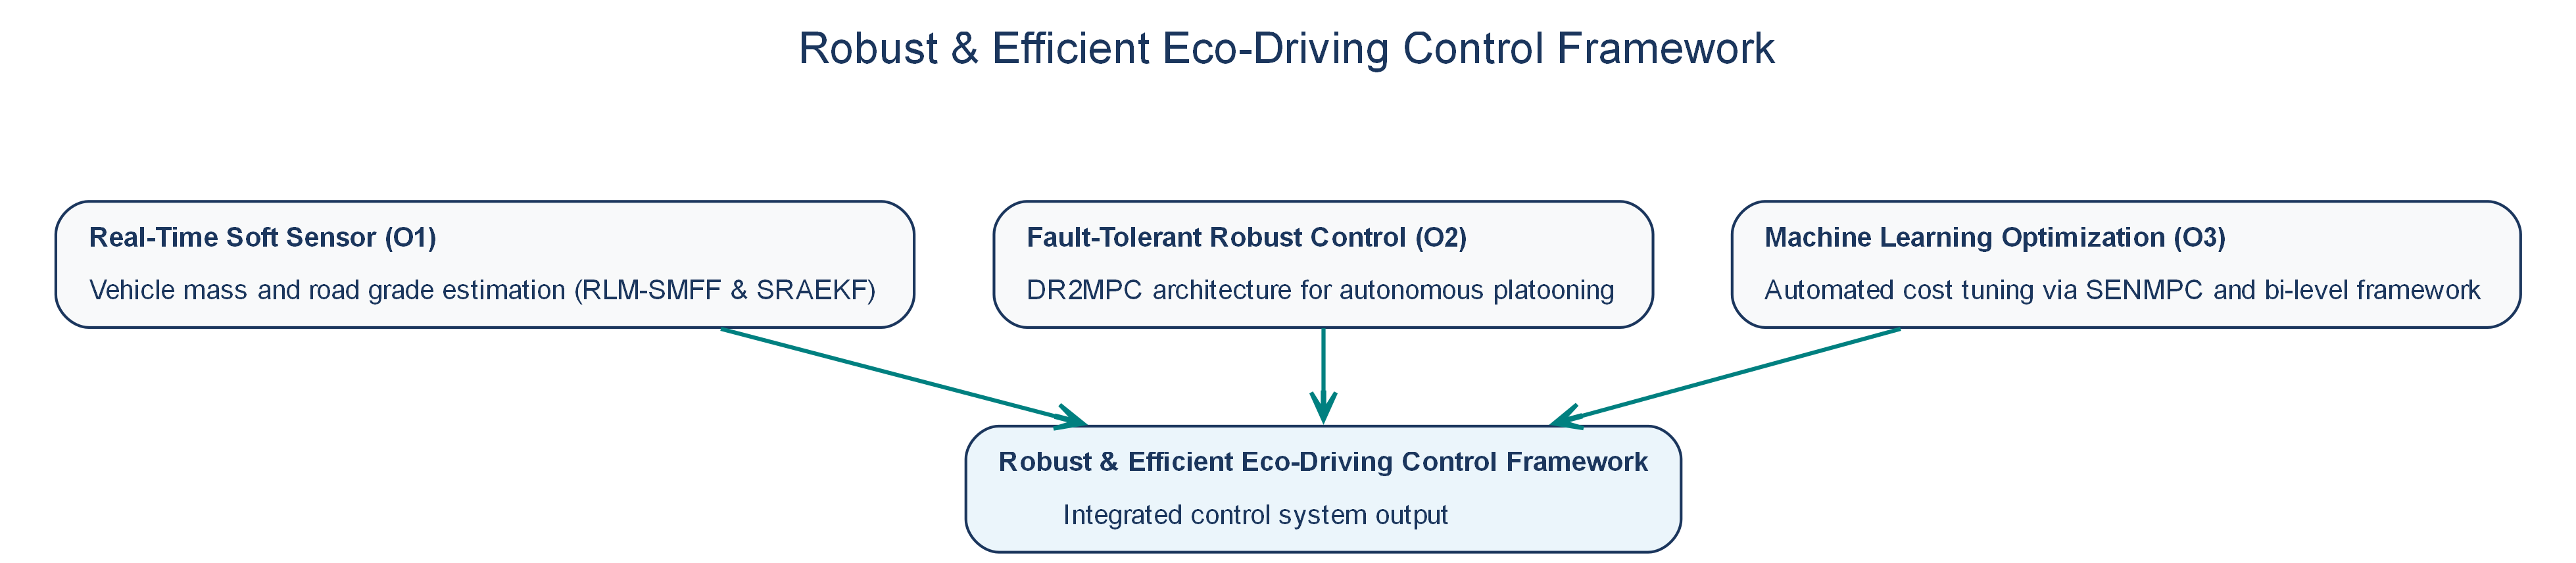 Robust & Efficient Eco-Driving Control Framework
Real-Time Soft Sensor (O1)
Vehicle mass and road grade estimation (RLM-SMFF & SRAEKF)
Fault-Tolerant Robust Control (O2)
DR2MPC architecture for autonomous platooning
Machine Learning Optimization (O3)
Automated cost tuning via SENMPC and bi-level framework
Robust & Efficient Eco-Driving Control Framework
Integrated control system output